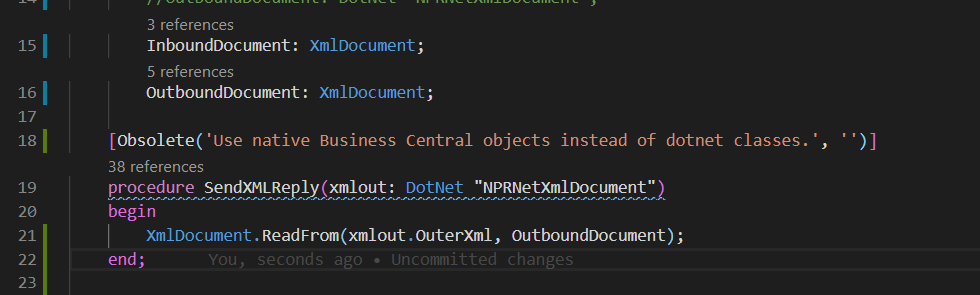 14 //OutboundDocument: DotNet "NPRNetXmlDocument";
3 references
15 InboundDocument: XmlDocument;
5 references
16 OutboundDocument: XmlDocument;
17
18 [Obsolete('Use native Business Central objects instead of dotnet classes.', '')]
38 references
19 procedure SendXMLReply(xmlout: DotNet "NPRNetXmlDocument")
20 begin
21 XmlDocument.ReadFrom(xmlout.OuterXml, OutboundDocument);
22 end; You, seconds ago • Uncommitted changes
23